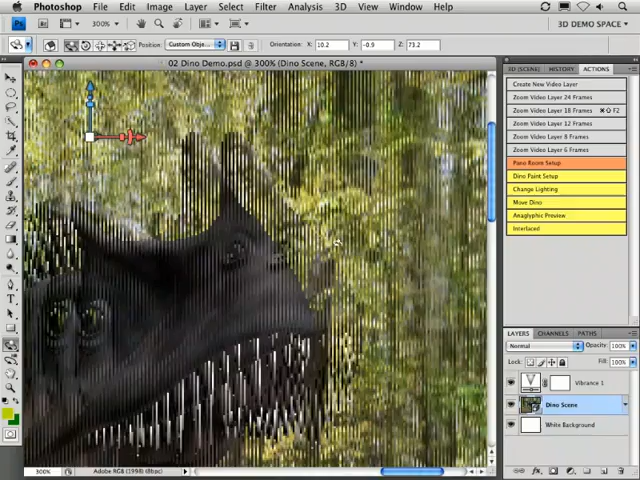 Photoshop File Edit Image Layer Select Filter Analysis 3D View Window Help
300%
3D DEMO SPACE
Position: Custom Obje... Orientation: X: 10.2 Y: -0.9 Z: 73.2
02 Dino Demo.psd @ 300% (Dino Scene, RGB/8) *
3D {SCENE} HISTORY ACTIONS
Create New Video Layer
Zoom Video Layer 24 Frames
Zoom Video Layer 18 Frames ⌘ F2
Zoom Video Layer 12 Frames
Zoom Video Layer 8 Frames
Zoom Video Layer 6 Frames
Pano Room Setup
Dino Paint Setup
Change Lighting
Move Dino
Anaglyphic Preview
Interlaced
LAYERS CHANNELS PATHS
Normal Opacity: 100%
Lock: Fill: 100%
Vibrance 1
Dino Scene
White Background
300% Adobe RGB (1998) (8bpc)